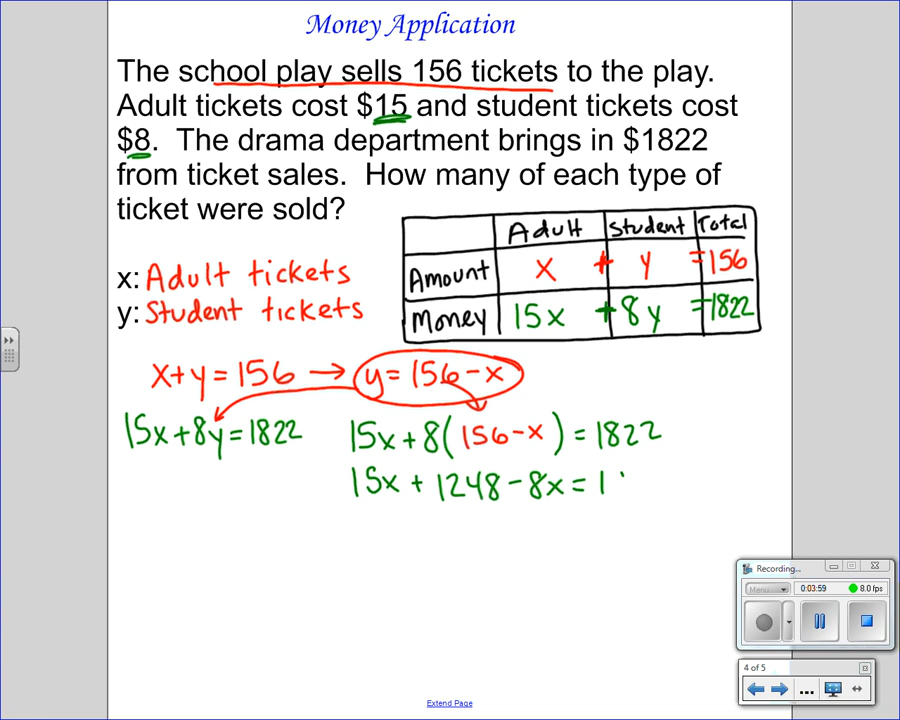 Money Application
The school play sells 156 tickets to the play.
Adult tickets cost $15 and student tickets cost
$8. The drama department brings in $1822
from ticket sales. How many of each type of
ticket were sold?
Adult Student Total
Amount x + y =156
Money 15x +8y =1822
x: Adult tickets
y: Student tickets
x+y=156 → y=156-x
15x+8y=1822 15x+8(156-x)=1822
15x+1248-8x=1
Recording...
Menu 0:03:59 8.0 fps
4 of 5
...
Extend Page